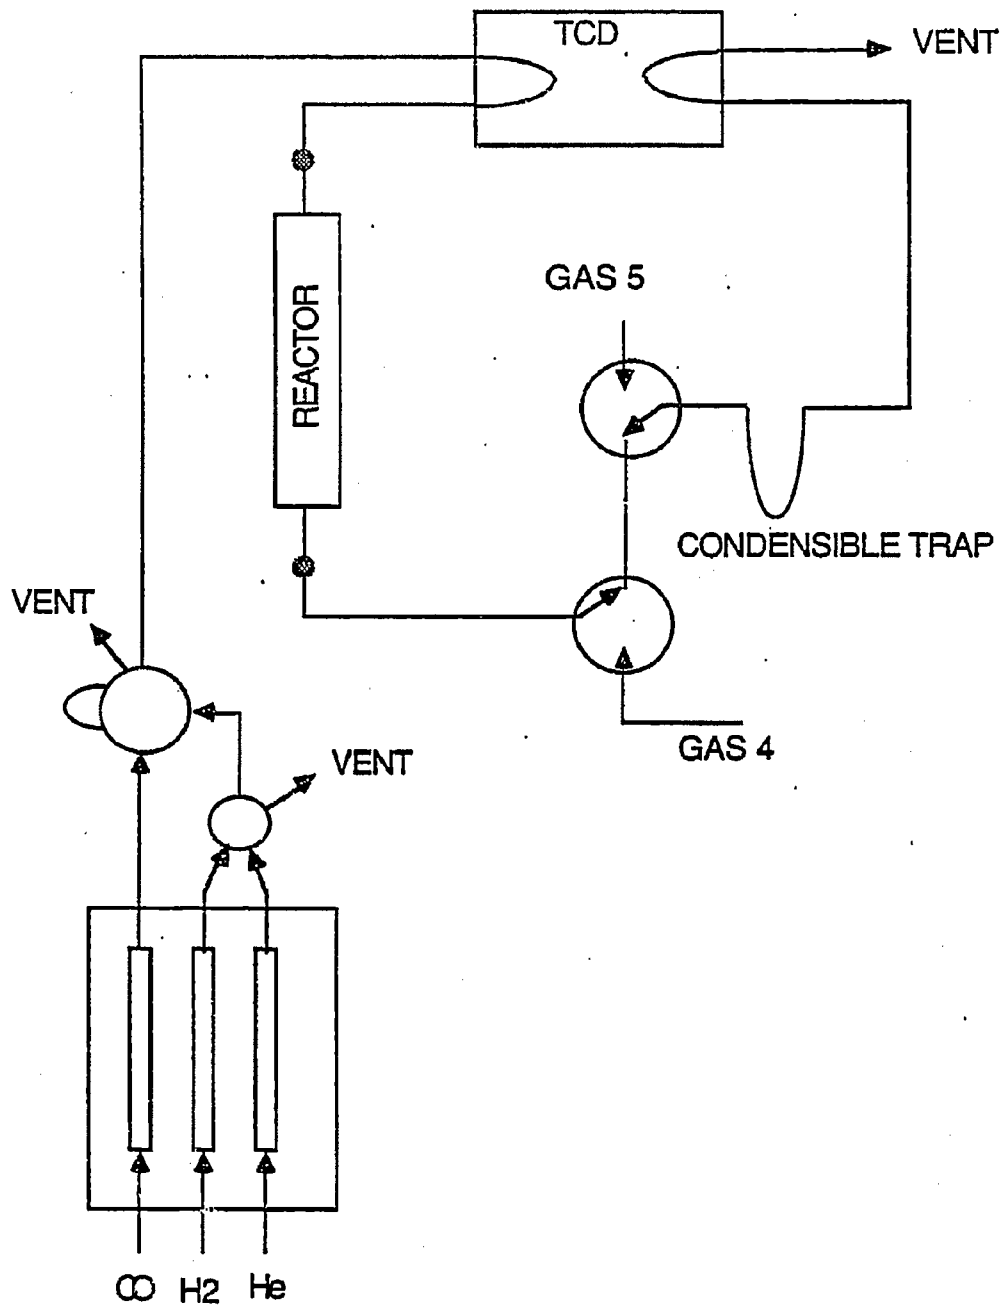 TCD
VENT
GAS 5
REACTOR
CONDENSIBLE TRAP
VENT
GAS 4
VENT
CO
H2
He